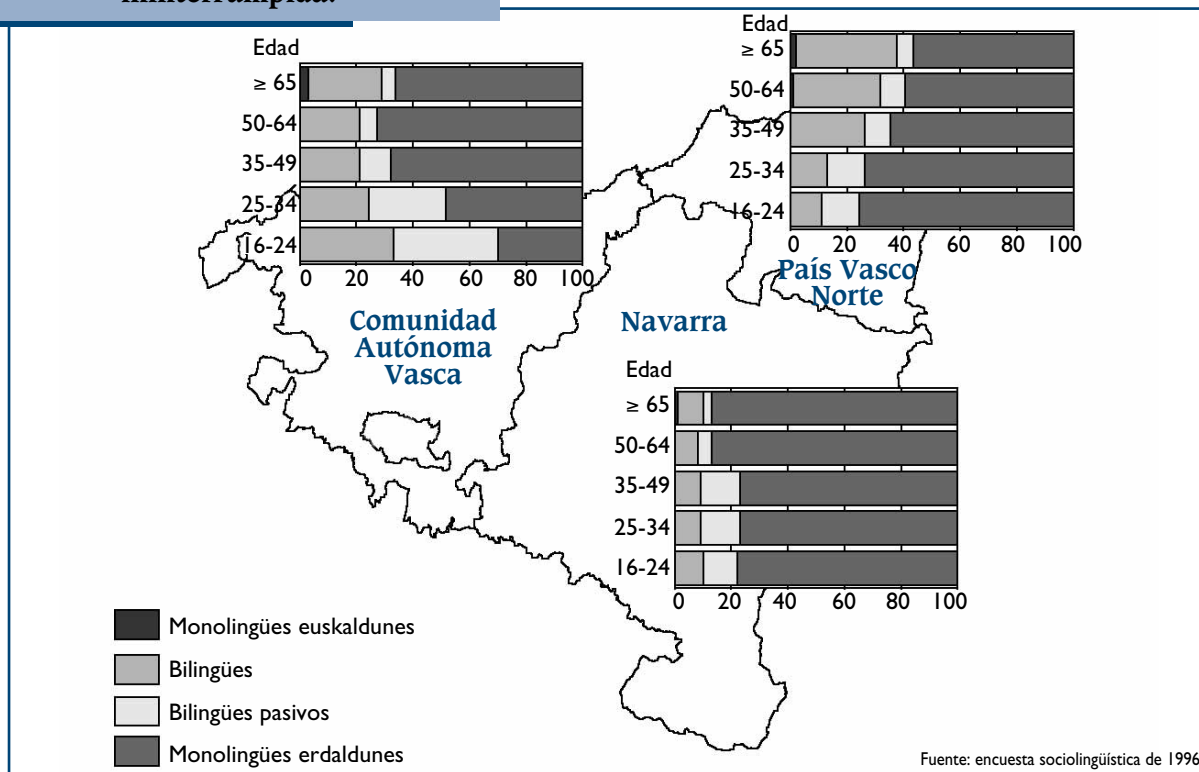 Edad
≥ 65
50-64
35-49
25-34
16-24
0 20 40 60 80 100
Comunidad
Autónoma
Vasca
Edad
≥ 65
50-64
35-49
25-34
16-24
0 20 40 60 80 100
País Vasco
Norte
Navarra
Edad
≥ 65
50-64
35-49
25-34
16-24
0 20 40 60 80 100
Monolingües euskaldunes
Bilingües
Bilingües pasivos
Monolingües erdaldunes
Fuente: encuesta sociolingüística de 1996